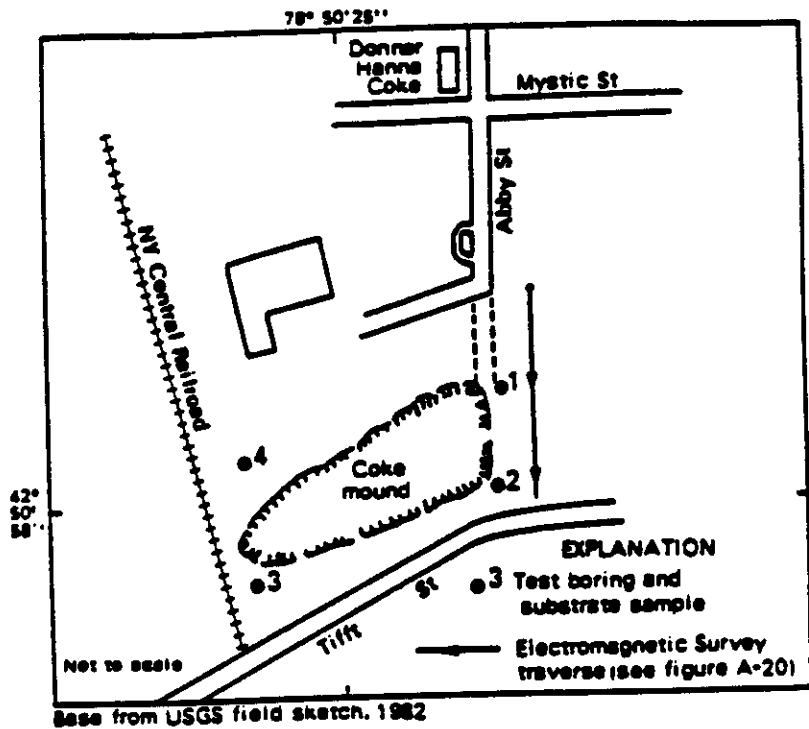 78° 50' 25''
Donner
Hanna
Coke
Mystic St
Abby St
NY Central Railroad
1
4
Coke
mound
2
42°
50'
58''
3
EXPLANATION
3 Test boring and
substrate sample
Tifft St
Electromagnetic Survey
traverse (see figure A-20)
Not to scale
Base from USGS field sketch, 1982